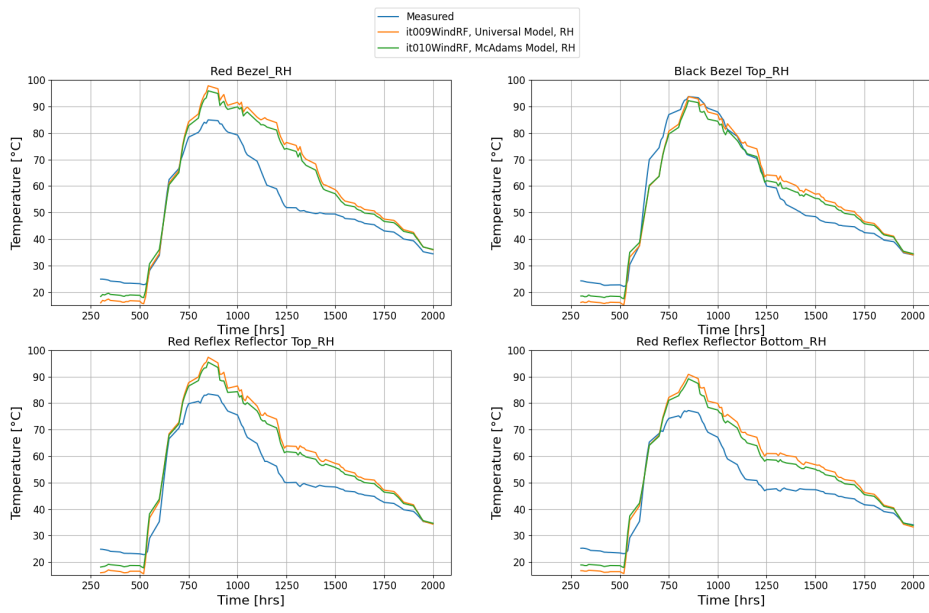 Measured
it009WindRF, Universal Model, RH
it010WindRF, McAdams Model, RH
Red Bezel_RH
Temperature [°C]
100
90
80
70
60
50
40
30
20
250 500 750 1000 1250 1500 1750 2000
Time [hrs]
Black Bezel Top_RH
Temperature [°C]
100
90
80
70
60
50
40
30
20
250 500 750 1000 1250 1500 1750 2000
Time [hrs]
Red Reflex Reflector Top_RH
Temperature [°C]
100
90
80
70
60
50
40
30
20
250 500 750 1000 1250 1500 1750 2000
Time [hrs]
Red Reflex Reflector Bottom_RH
Temperature [°C]
100
90
80
70
60
50
40
30
20
250 500 750 1000 1250 1500 1750 2000
Time [hrs]